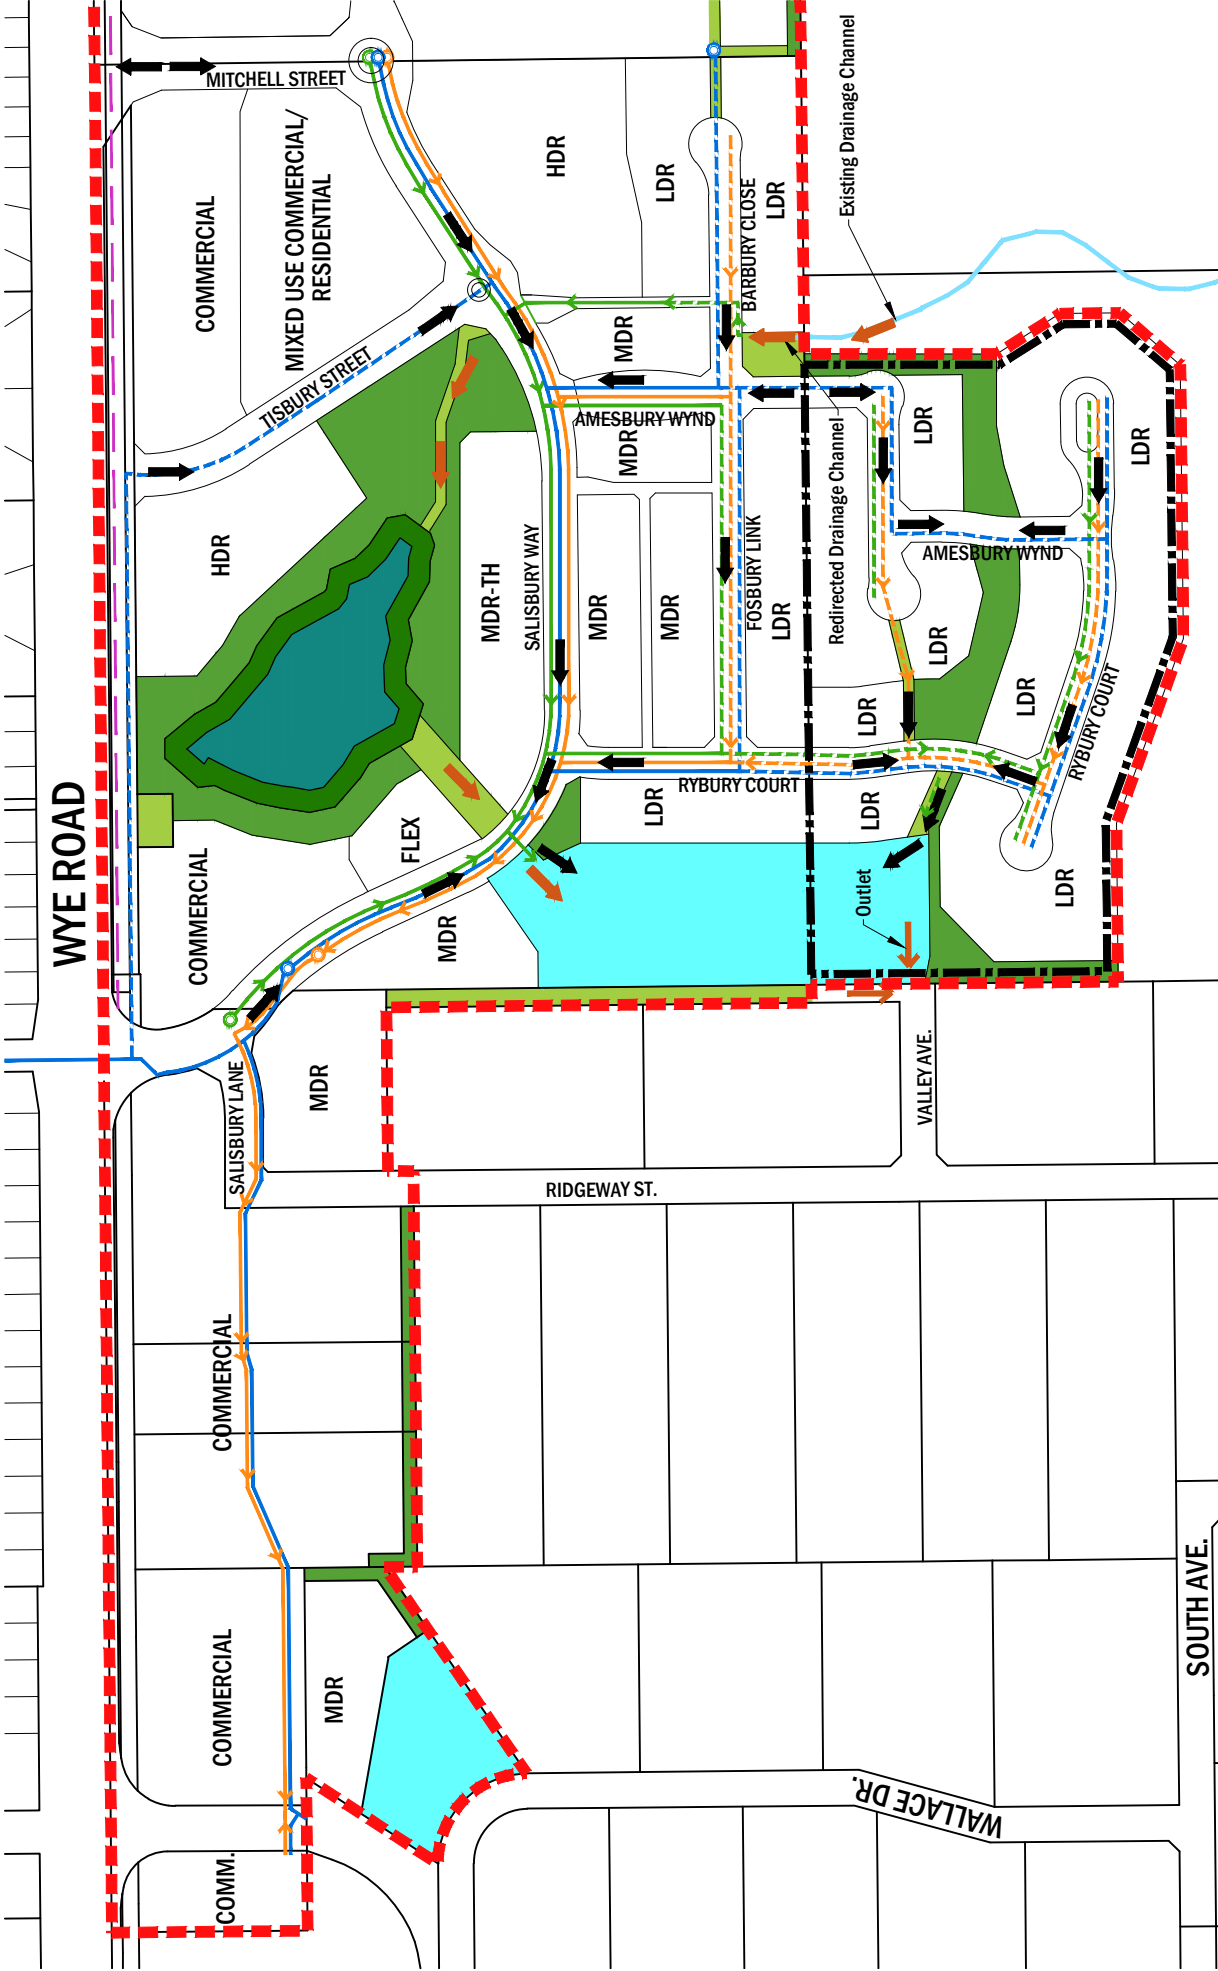 MITCHELL STREET
COMMERCIAL
MIXED USE COMMERCIAL/
RESIDENTIAL
HDR
LDR
BARBURY CLOSE
LDR
Existing Drainage Channel
TISBURY STREET
MDR
AMESBURY WYND
MDR
LDR
LDR
HDR
MDR-TH
SALISBURY WAY
MDR
MDR
FOSBURY LINK
LDR
Redirected Drainage Channel
AMESBURY WYND
LDR
LDR
LDR
RYBURY COURT
RYBURY COURT
WYE ROAD
COMMERCIAL
FLEX
MDR
LDR
LDR
Outlet
LDR
SALISBURY LANE
MDR
VALLEY AVE.
RIDGEWAY ST.
COMMERCIAL
COMMERCIAL
MDR
SOUTH AVE.
WALLACE DR.
COMM.